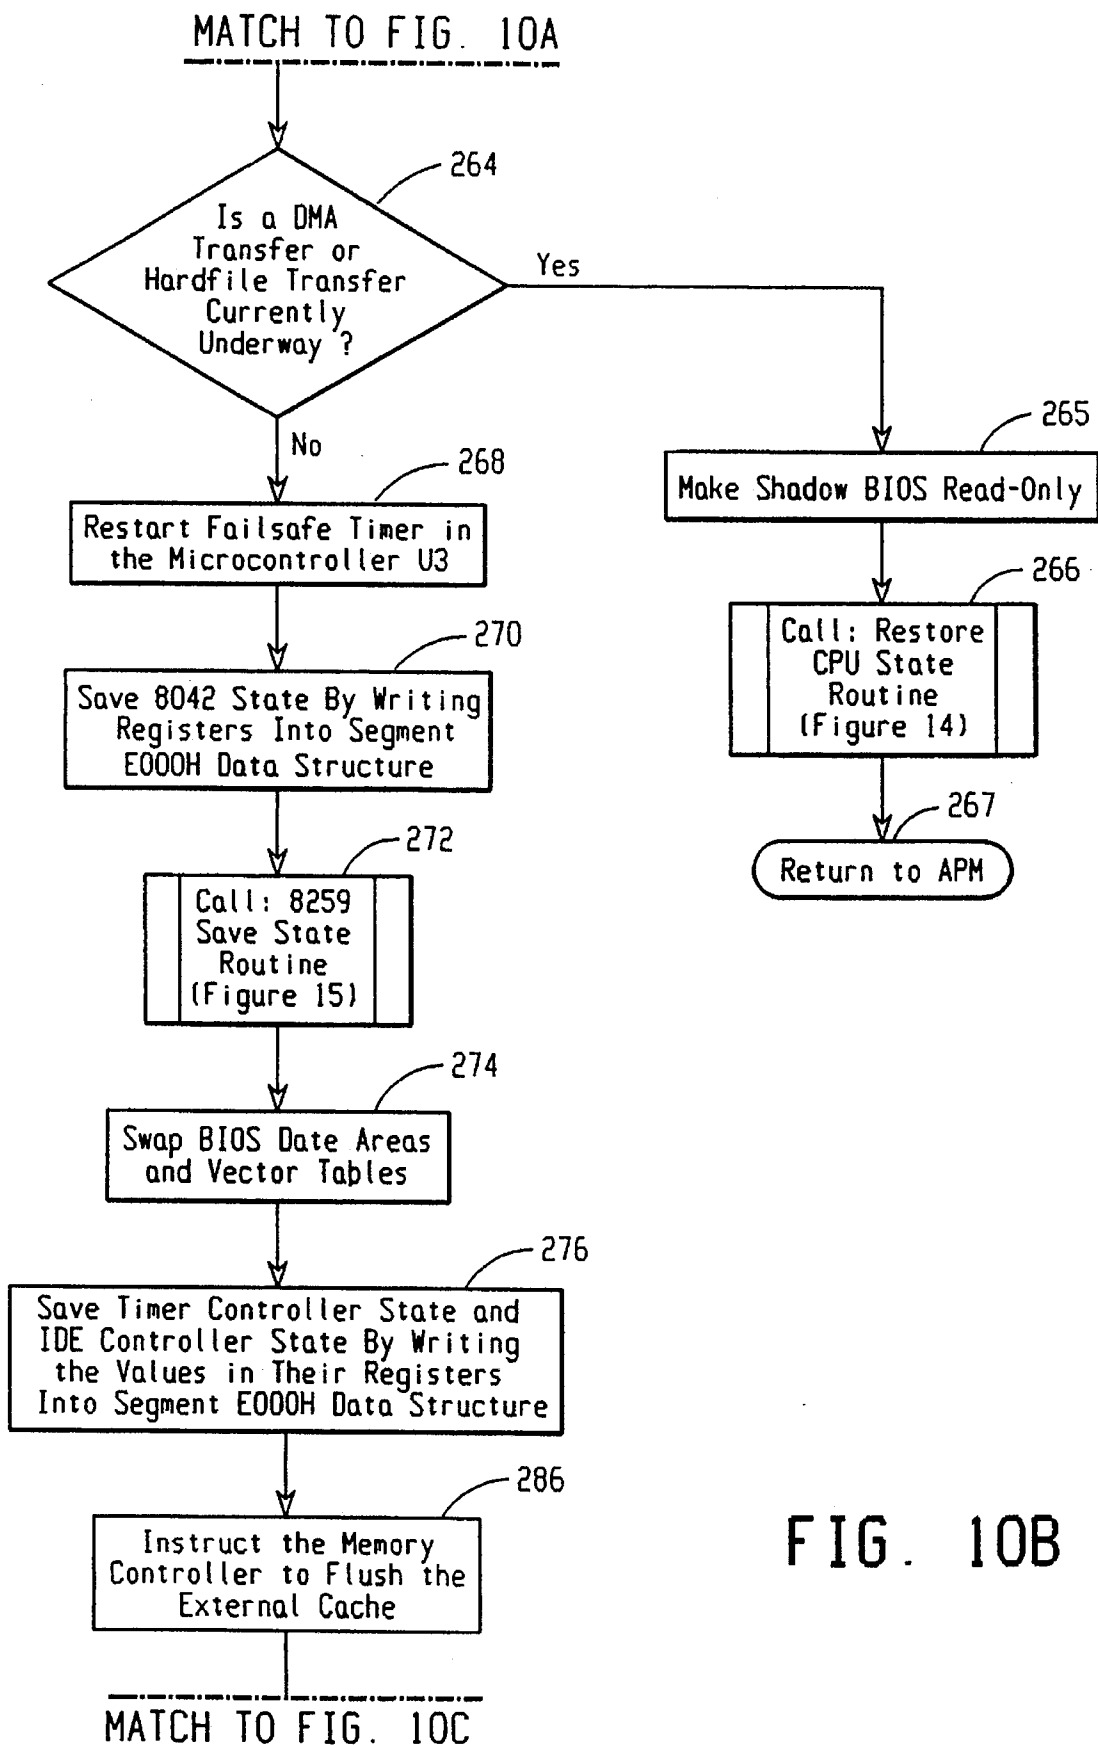 MATCH TO FIG. 10A
264
Is a DMA
Transfer or
Hardfile Transfer
Currently
Underway ?
Yes
No
265
Make Shadow BIOS Read-Only
268
Restart Failsafe Timer in
the Microcontroller U3
266
Call: Restore
CPU State
Routine
(Figure 14)
270
Save 8042 State By Writing
Registers Into Segment
E000H Data Structure
267
Return to APM
272
Call: 8259
Save State
Routine
(Figure 15)
274
Swap BIOS Date Areas
and Vector Tables
276
Save Timer Controller State and
IDE Controller State By Writing
the Values in Their Registers
Into Segment E000H Data Structure
286
Instruct the Memory
Controller to Flush the
External Cache
FIG. 10B
MATCH TO FIG. 10C